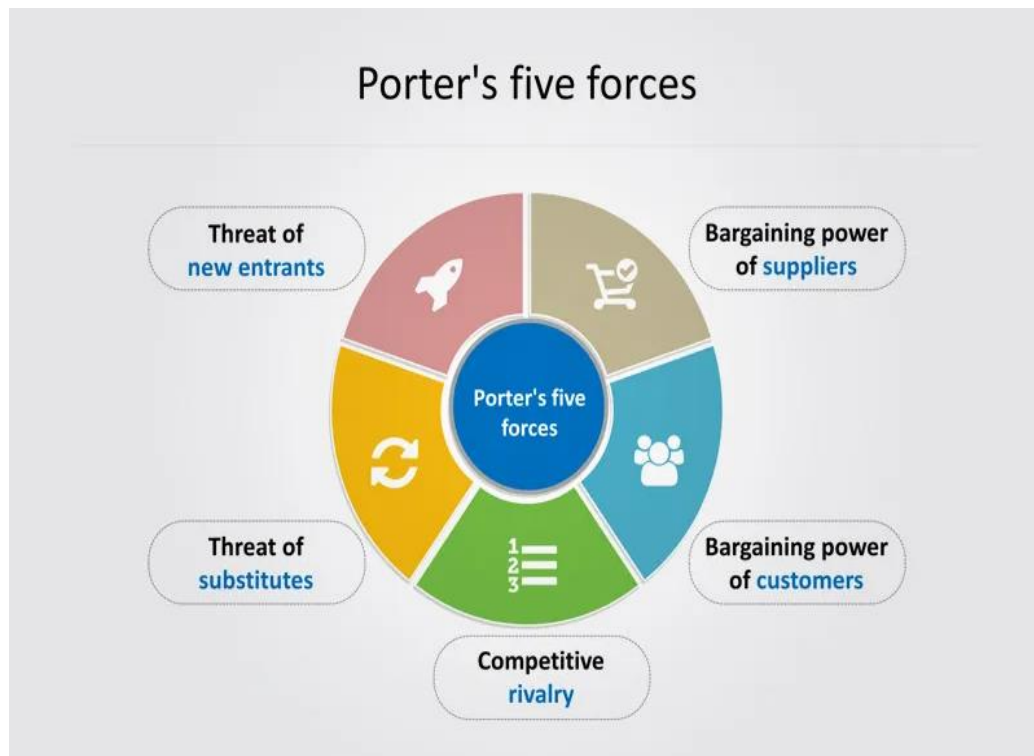 Porter's five forces
Threat of
new entrants
Bargaining power
of suppliers
Porter's five
forces
1
2
3
Threat of
substitutes
Bargaining power
of customers
Competitive
rivalry